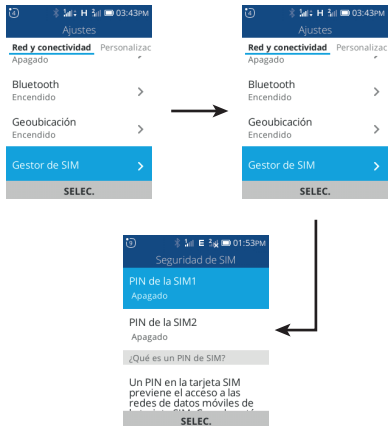 4 H 03:43PM
Ajustes
Red y conectividad Personalizac
Apagado
Bluetooth
Encendido
Geoubicación
Encendido
Gestor de SIM
SELEC.
4 H 03:43PM
Ajustes
Red y conectividad Personalizac
Apagado
Bluetooth
Encendido
Geoubicación
Encendido
Gestor de SIM
SELEC.
9 E 01:53PM
Seguridad de SIM
PIN de la SIM1
Apagado
PIN de la SIM2
Apagado
¿Qué es un PIN de SIM?
Un PIN en la tarjeta SIM
previene el acceso a las
redes de datos móviles de
SELEC.